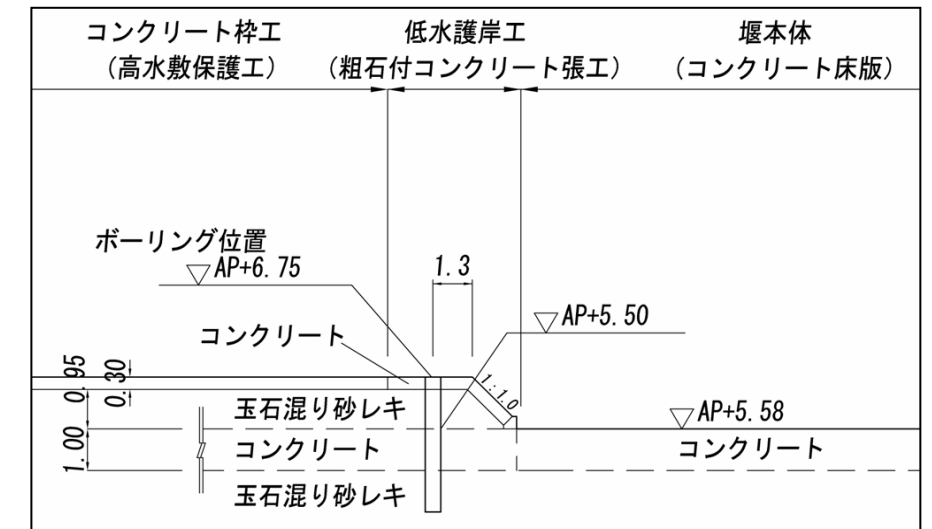 コンクリート枠工
（高水敷保護工）
低水護岸工
（粗石付コンクリート張工）
堰本体
（コンクリート床版）
ボーリング位置
AP+6.75
1.3
AP+5.50
コンクリート
0.95
0.30
1:1.0
玉石混り砂レキ
AP+5.58
1.00
コンクリート
コンクリート
玉石混り砂レキ